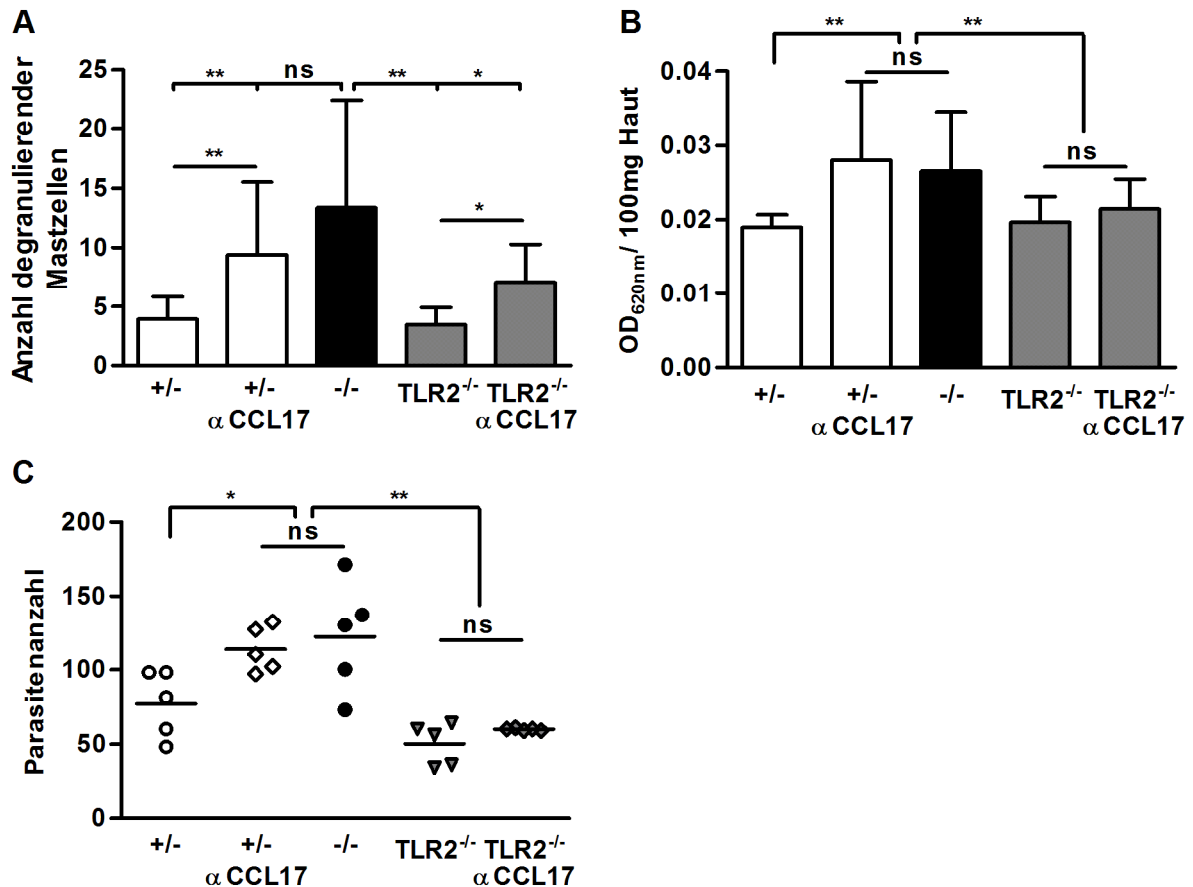 A
Anzahl degranulierender
Mastzellen
25
20
15
10
5
0
** ns ** *
**
*
+/- +/- -/- TLR2-/- TLR2-/-
α CCL17 α CCL17
B
OD620nm/ 100mg Haut
0.04
0.03
0.02
0.01
0.00
** **
ns
ns
+/- +/- -/- TLR2-/- TLR2-/-
α CCL17 α CCL17
C
Parasitenanzahl
200
150
100
50
0
* **
ns
ns
+/- +/- -/- TLR2-/- TLR2-/-
α CCL17 α CCL17